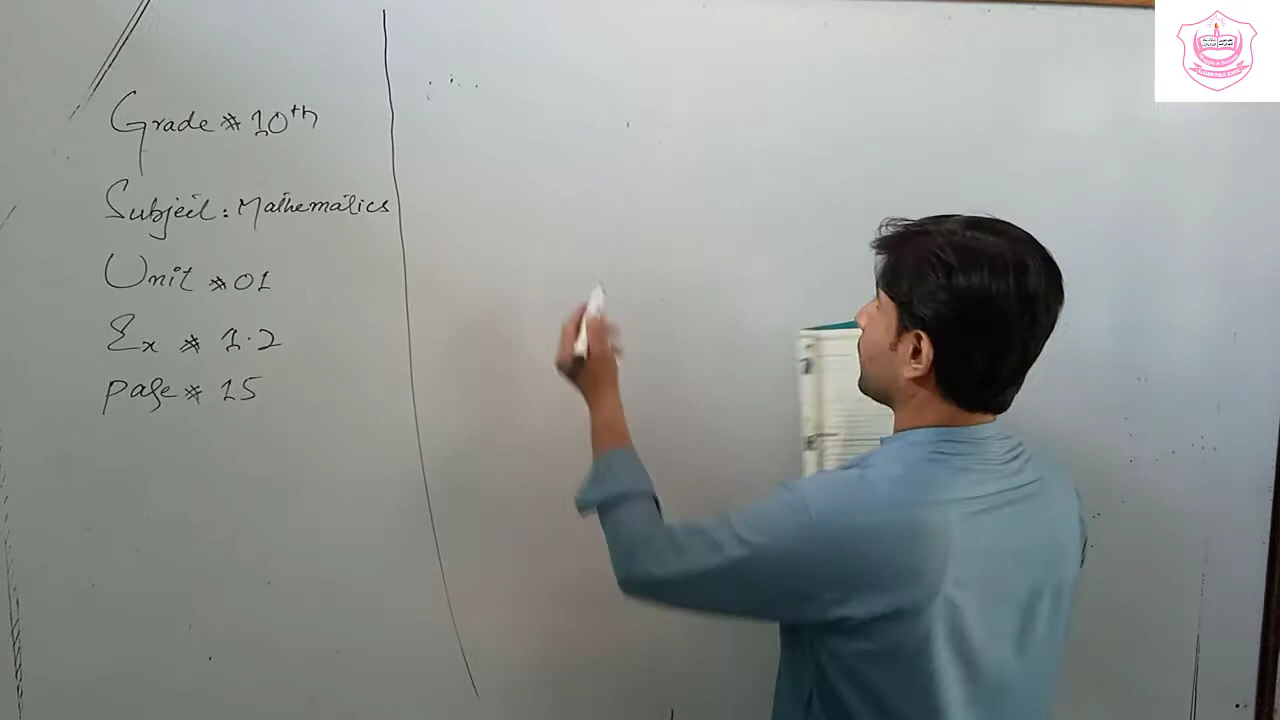 Grade # 10th
Subject: Mathematics
Unit # 01
Ex # 1.2
page # 15